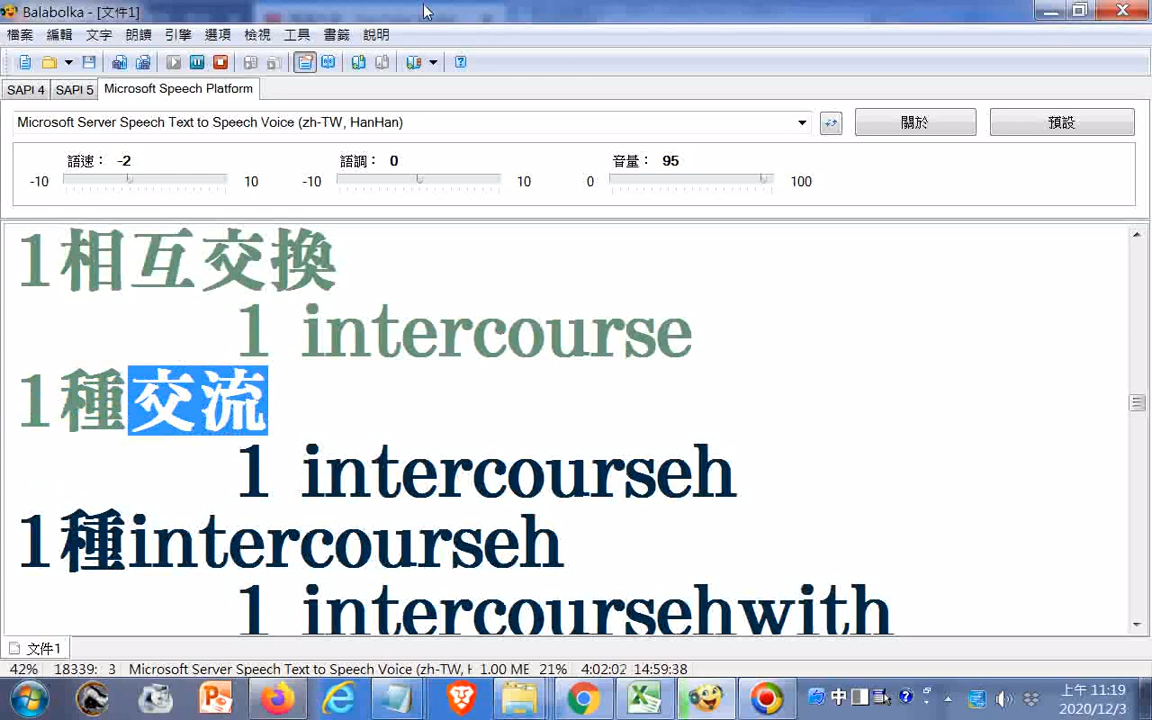 Balabolka - [文件1]
檔案 編輯 文字 朗讀 引擎 選項 檢視 工具 書籤 說明
SAPI 4 SAPI 5 Microsoft Speech Platform
Microsoft Server Speech Text to Speech Voice (zh-TW, HanHan) 關於 預設
語速： -2 語調： 0 音量： 95
-10 10 -10 10 0 100
1相互交換
1 intercourse
1種交流
1 intercourseh
1種intercourseh
1 intercoursehwith
文件1
42% 18339: 3 Microsoft Server Speech Text to Speech Voice (zh-TW, H 1.00 ME 21% 4:02:02 14:59:38
中 上午 11:19
2020/12/3